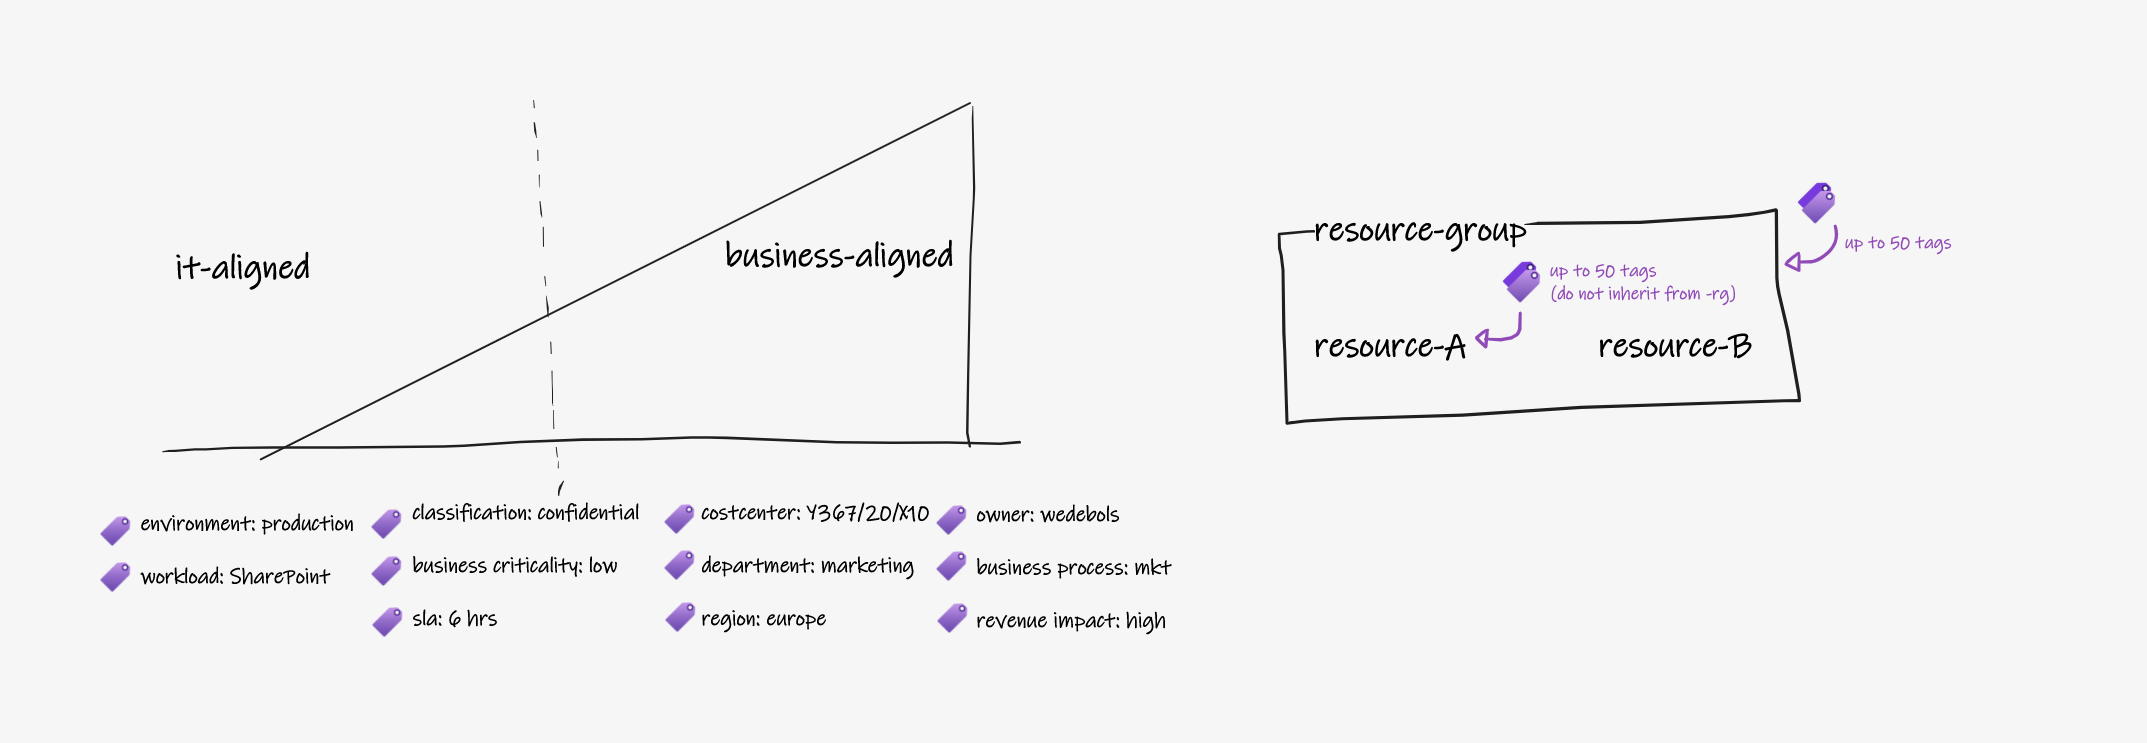 it-aligned
business-aligned
environment: production
workload: SharePoint
classification: confidential
business criticality: low
sla: 6 hrs
costcenter: Y367/20/X10
department: marketing
region: europe
owner: wedebols
business process: mkt
revenue impact: high
resource-group
up to 50 tags
up to 50 tags
(do not inherit from -rg)
resource-A
resource-B